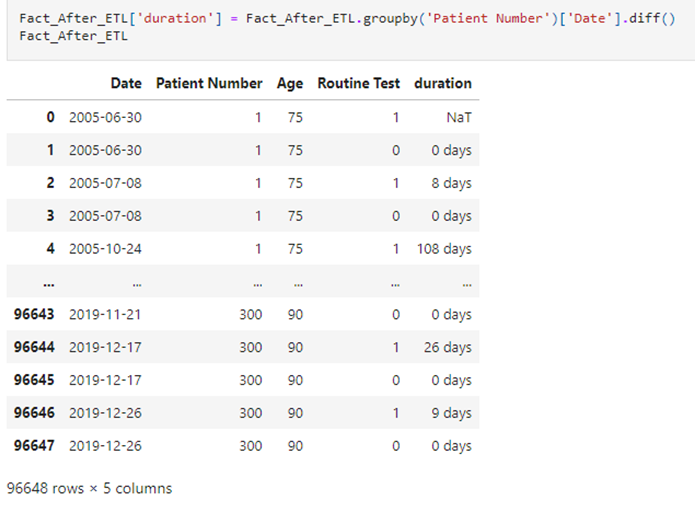 Fact_After_ETL['duration'] = Fact_After_ETL.groupby('Patient Number')['Date'].diff()
Fact_After_ETL
Date Patient Number Age Routine Test duration
0 2005-06-30 1 75 1 NaT
1 2005-06-30 1 75 0 0 days
2 2005-07-08 1 75 1 8 days
3 2005-07-08 1 75 0 0 days
4 2005-10-24 1 75 1 108 days
... ... ... ... ... ...
96643 2019-11-21 300 90 0 0 days
96644 2019-12-17 300 90 1 26 days
96645 2019-12-17 300 90 0 0 days
96646 2019-12-26 300 90 1 9 days
96647 2019-12-26 300 90 0 0 days
96648 rows × 5 columns